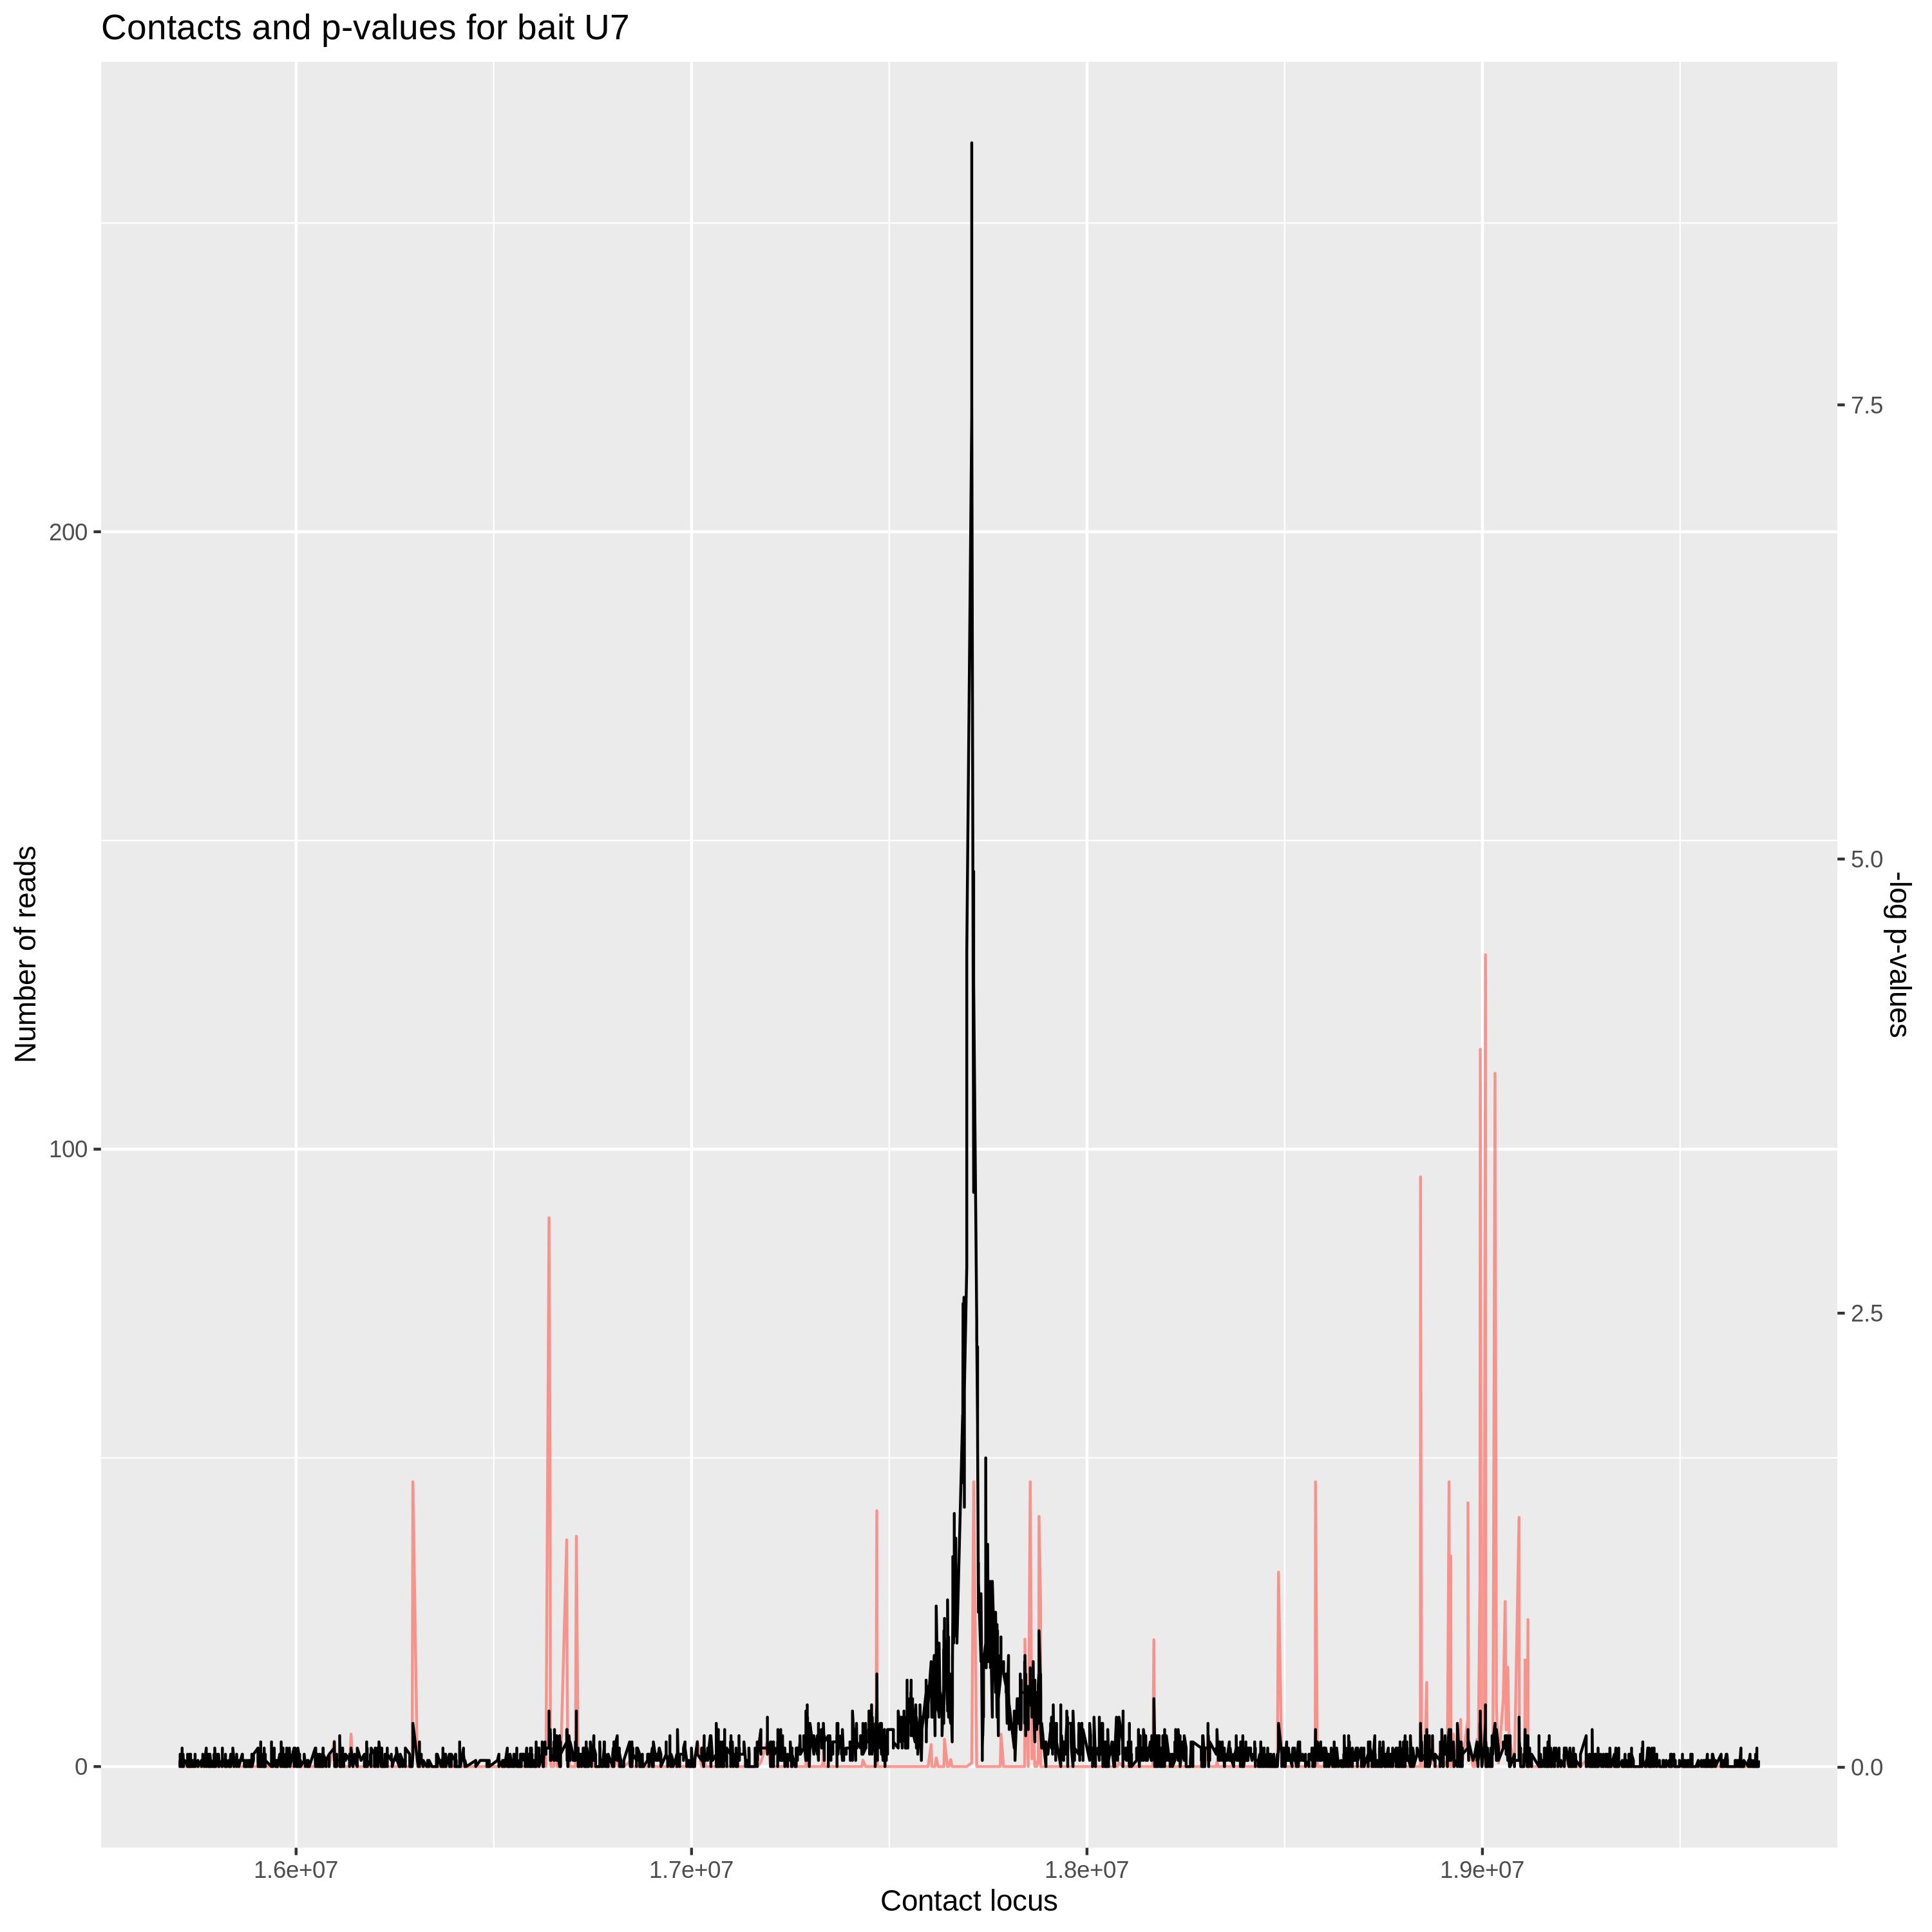 Contacts and p-values for bait U7
Number of reads
200
100
0
7.5
5.0
2.5
0.0
-log p-values
1.6e+07
1.7e+07
1.8e+07
1.9e+07
Contact locus